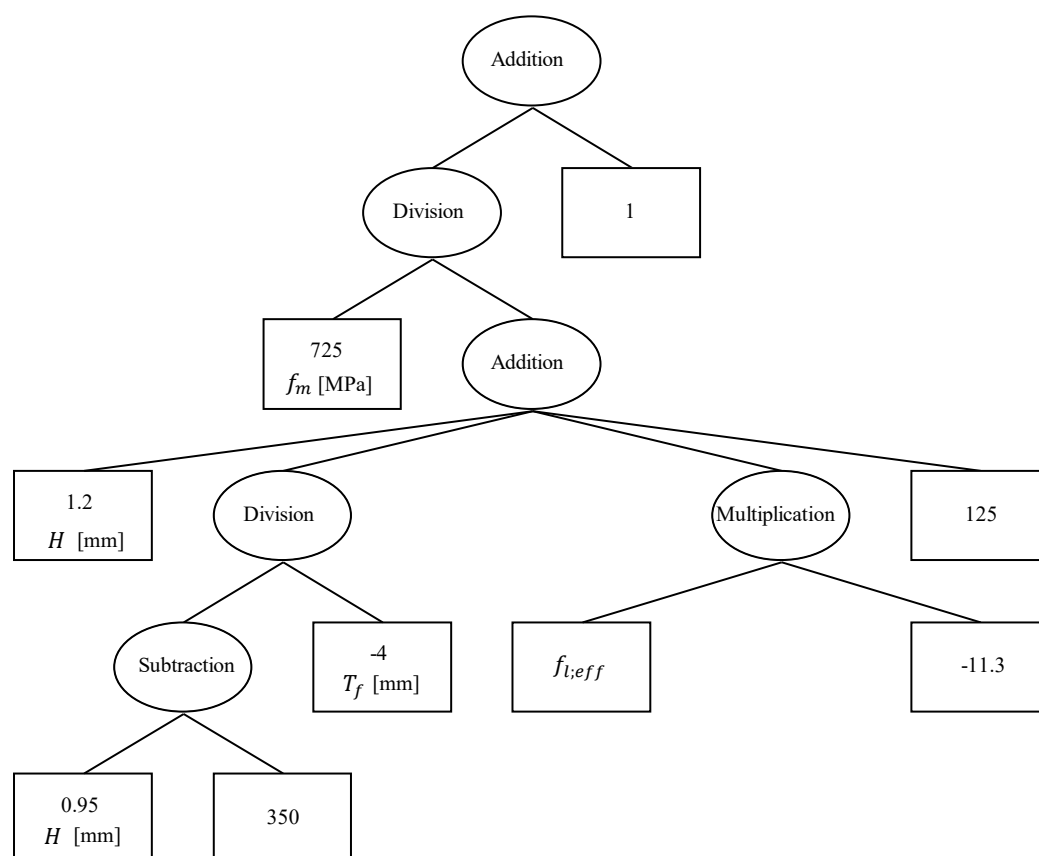 Addition
Division
1
725
f_m [MPa]
Addition
1.2
H [mm]
Division
Multiplication
125
Subtraction
-4
T_f [mm]
f_{l;eff}
-11.3
0.95
H [mm]
350